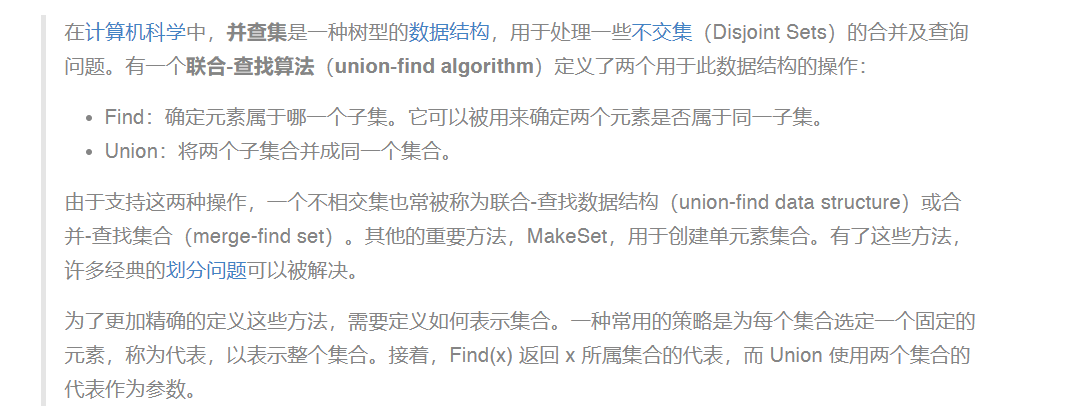 在计算机科学中，并查集是一种树型的数据结构，用于处理一些不交集（Disjoint Sets）的合并及查询
问题。有一个联合-查找算法（union-find algorithm）定义了两个用于此数据结构的操作：
• Find：确定元素属于哪一个子集。它可以被用来确定两个元素是否属于同一子集。
• Union：将两个子集合并成同一个集合。
由于支持这两种操作，一个不相交集也常被称为联合-查找数据结构（union-find data structure）或合
并-查找集合（merge-find set）。其他的重要方法，MakeSet，用于创建单元素集合。有了这些方法，
许多经典的划分问题可以被解决。
为了更加精确的定义这些方法，需要定义如何表示集合。一种常用的策略是为每个集合选定一个固定的
元素，称为代表，以表示整个集合。接着，Find(x) 返回 x 所属集合的代表，而 Union 使用两个集合的
代表作为参数。